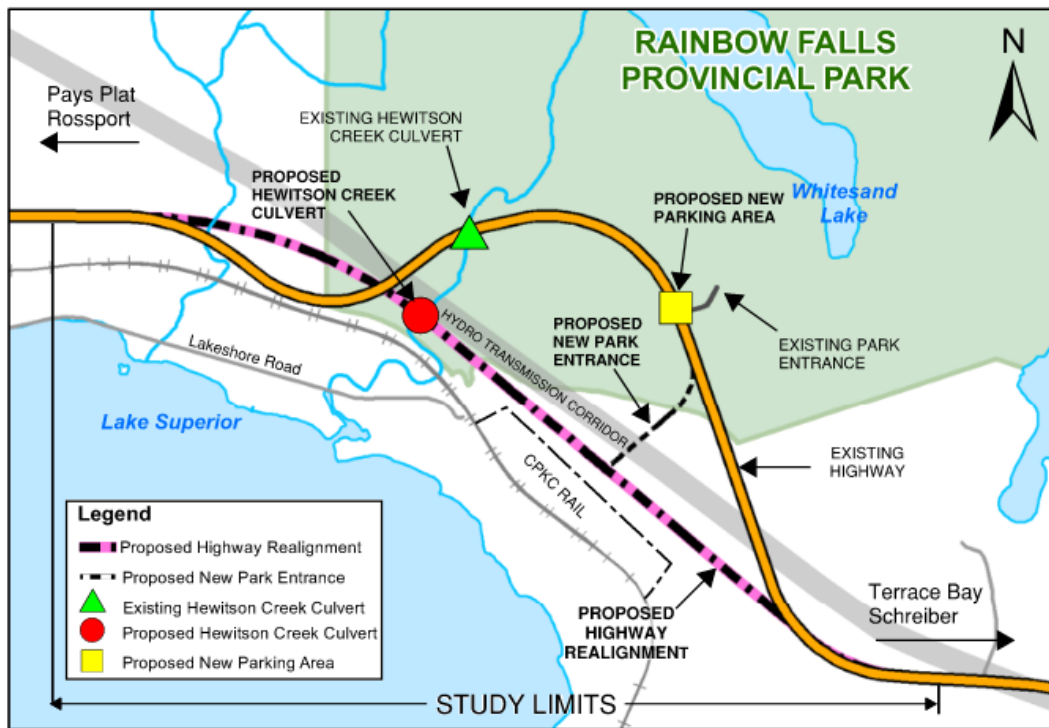 RAINBOW FALLS
PROVINCIAL PARK
N
Pays Plat
Rossport
EXISTING HEWITSON
CREEK CULVERT
PROPOSED
HEWITSON CREEK
CULVERT
PROPOSED NEW
PARKING AREA
Whitesand
Lake
HYDRO TRANSMISSION CORRIDOR
PROPOSED
NEW PARK
ENTRANCE
EXISTING PARK
ENTRANCE
Lakeshore Road
Lake Superior
CPKC RAIL
EXISTING
HIGHWAY
Legend
Proposed Highway Realignment
Proposed New Park Entrance
Existing Hewitson Creek Culvert
Proposed Hewitson Creek Culvert
Proposed New Parking Area
PROPOSED
HIGHWAY
REALIGNMENT
Terrace Bay
Schreiber
STUDY LIMITS